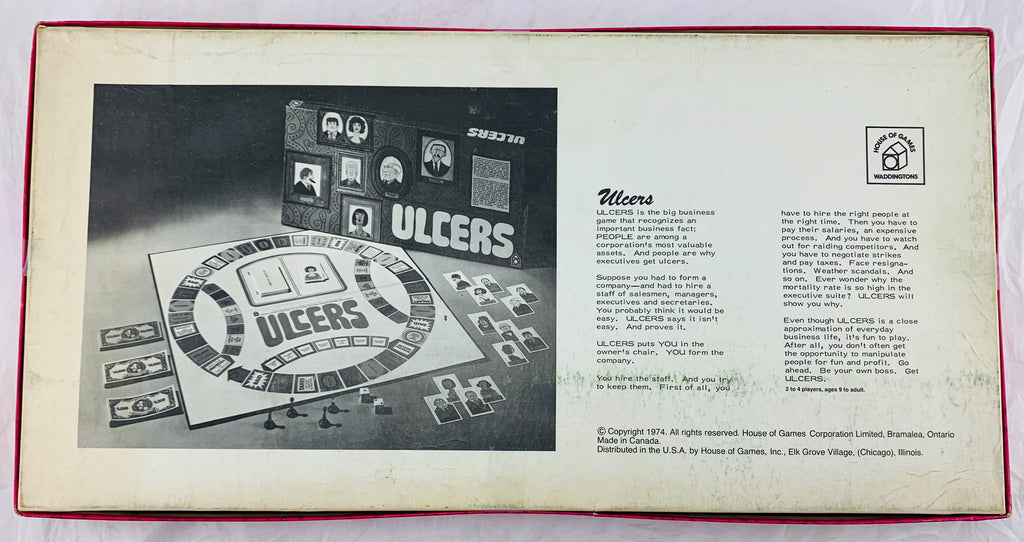 ULCERS
ULCERS
ULCERS
HOUSE OF GAMES
WADDINGTONS
Ulcers
ULCERS is the big business
game that recognizes an
important business fact:
PEOPLE are among a
corporation's most valuable
assets. And people are why
executives get ulcers.
Suppose you had to form a
company—and had to hire a
staff of salesmen, managers,
executives and secretaries.
You probably think it would be
easy. ULCERS says it isn't
easy. And proves it.
ULCERS puts YOU in the
owner's chair. YOU form the
company.
You hire the staff. And you try
to keep them. First of all, you
have to hire the right people at
the right time. Then you have to
pay their salaries, an expensive
process. And you have to watch
out for raiding competitors. And
you have to negotiate strikes
and pay taxes. Face resigna-
tions. Weather scandals. And
so on. Ever wonder why the
mortality rate is so high in the
executive suite? ULCERS will
show you why.
Even though ULCERS is a close
approximation of everyday
business life, it's fun to play.
After all, you don't often get
the opportunity to manipulate
people for fun and profit. Go
ahead. Be your own boss. Get
ULCERS.
2 to 4 players, ages 9 to adult.
© Copyright 1974. All rights reserved. House of Games Corporation Limited, Bramalea, Ontario
Made in Canada.
Distributed in the U.S.A. by House of Games, Inc., Elk Grove Village, (Chicago), Illinois.